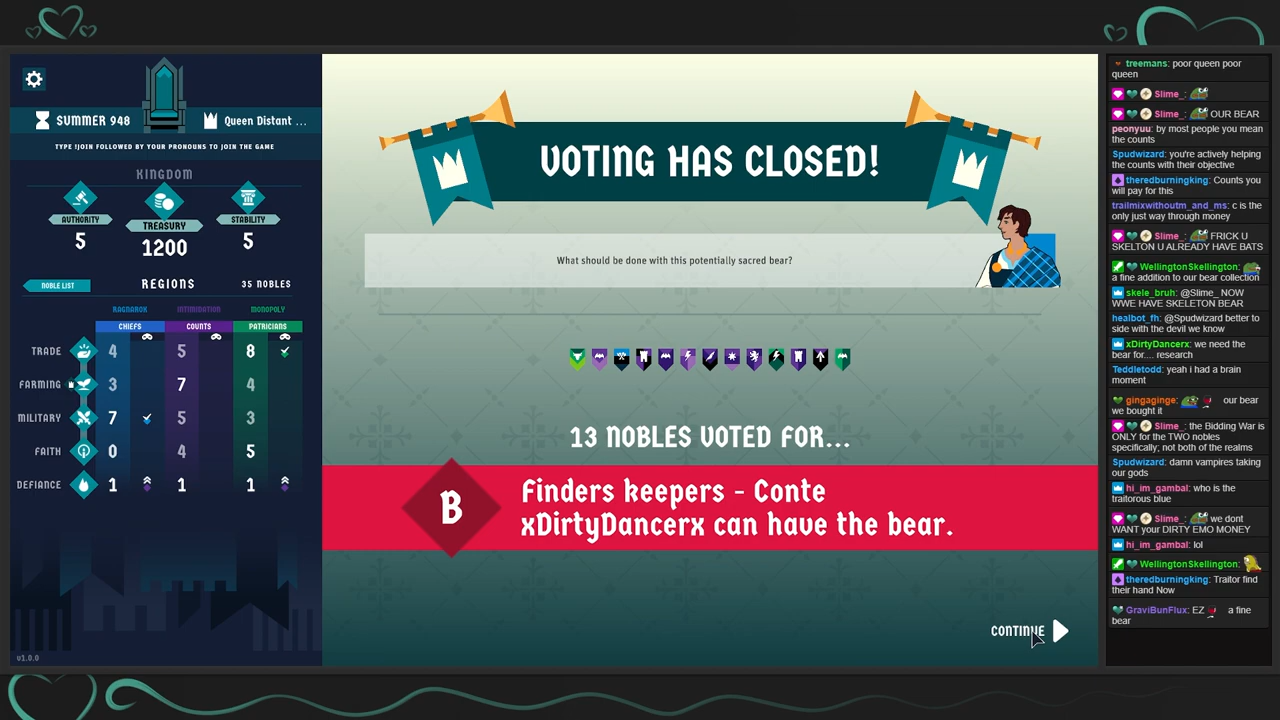 SUMMER 948
Queen Distant ...
TYPE !JOIN FOLLOWED BY YOUR PRONOUNS TO JOIN THE GAME
KINGDOM
AUTHORITY
TREASURY
STABILITY
5
1200
5
NOBLE LIST
REGIONS
35 NOBLES
RAGNAROK
INTIMIDATION
MONOPOLY
CHIEFS
COUNTS
PATRICIANS
TRADE 4 5 8
FARMING 3 7 4
MILITARY 7 5 3
FAITH 0 4 5
DEFIANCE 1 1 1
v1.0.0
VOTING HAS CLOSED!
What should be done with this potentially sacred bear?
13 NOBLES VOTED FOR...
B
Finders keepers - Conte
xDirtyDancerx can have the bear.
CONTINUE
treemans: poor queen poor
queen
Slime_:
Slime_: OUR BEAR
peonyuu: by most people you mean
the counts
Spudwizard: you're actively helping
the counts with their objective
theredburningking: Counts you
will pay for this
trailmixwithoutm_and_ms: c is the
only just way through money
Slime_: FRICK U
SKELTON U ALREADY HAVE BATS
WellingtonSkellington:
a fine addition to our bear collection
skele_bruh: @Slime_ NOW
WWE HAVE SKELETON BEAR
healbot_fh: @Spudwizard better to
side with the devil we know
xDirtyDancerx: we need the
bear for.... research
Teddletodd: yeah i had a brain
moment
gingaginge: our bear
we bought it
Slime_: the Bidding War is
ONLY for the TWO nobles
specifically; not both of the realms
Spudwizard: damn vampires taking
our gods
hi_im_gambal: who is the
traitorous blue
Slime_: we dont
WANT your DIRTY EMO MONEY
hi_im_gambal: lol
WellingtonSkellington:
theredburningking: Traitor find
their hand Now
GraviBunFlux: EZ a fine
bear